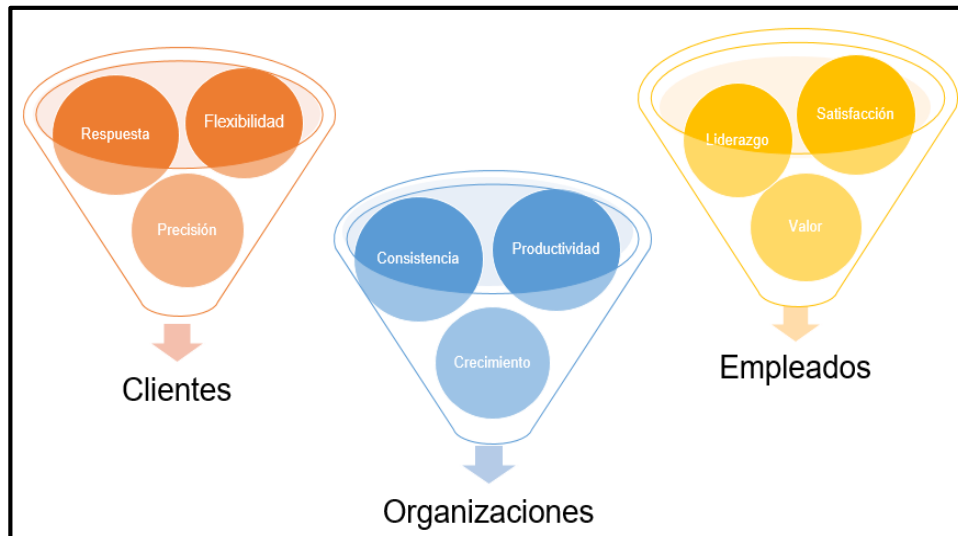 Respuesta
Flexibilidad
Precisión
Clientes
Consistencia
Productividad
Crecimiento
Organizaciones
Liderazgo
Satisfacción
Valor
Empleados